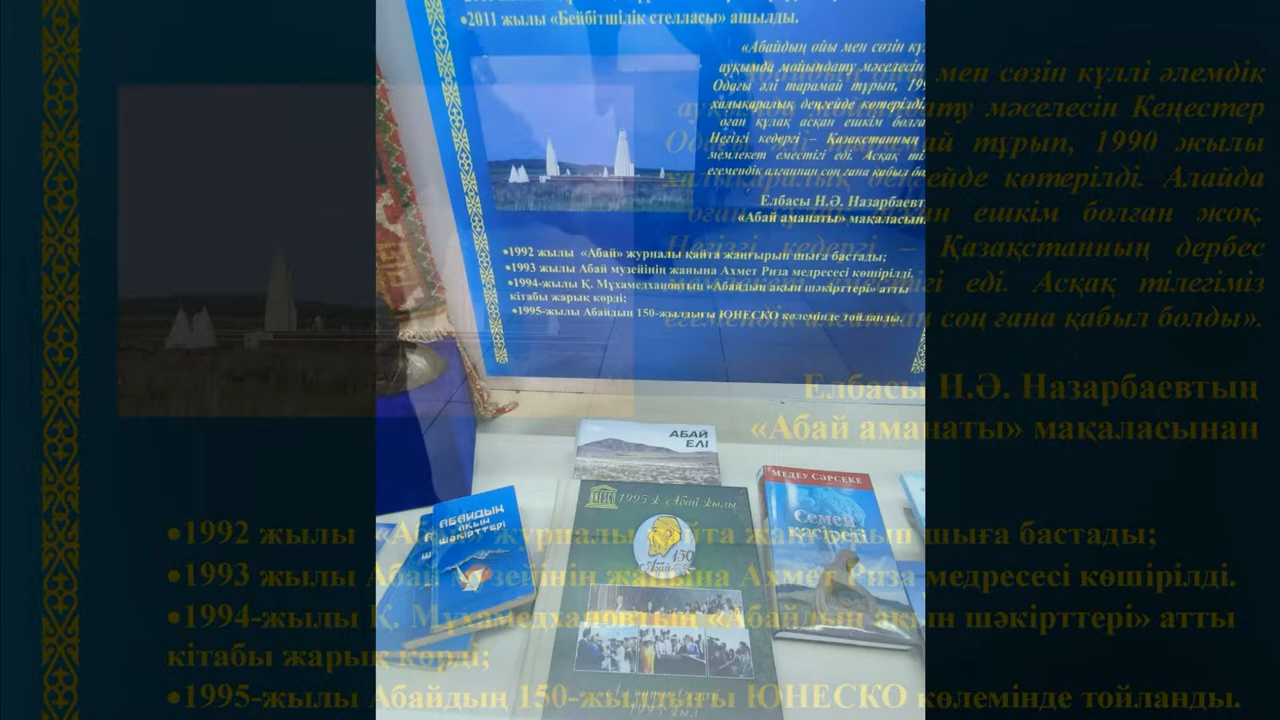 •2011 жылы «Бейбітшілік стелласы» ашылды.
«Абайдың ойы мен сөзін күллі әлемдік
ауқымда мойындату мәселесін Кеңестер
Одағы әлі тарамай тұрып, 1990 жылы
халықаралық деңгейде көтерілді. Алайда
оған құлақ асқан ешкім болған жоқ.
Негізгі кедергі – Қазақстанның дербес
мемлекет еместігі еді. Асқақ тілегіміз
егемендік алғаннан соң ғана қабыл болды».
Елбасы Н.Ә. Назарбаевтың
«Абай аманаты» мақаласынан
•1992 жылы «Абай» журналы қайта жаңғырып шыға бастады;
•1993 жылы Абай музейінің жанына Ахмет Риза медресесі көшірілді.
•1994-жылы Қ. Мұхамедхановтың «Абайдың ақын шәкірттері» атты
кітабы жарық көрді;
•1995-жылы Абайдың 150-жылдығы ЮНЕСКО көлемінде тойланды.
АБАЙ
ЕЛІ
АБАЙДЫҢ
АҚЫН
ШӘКІРТТЕРІ
UNESCO
1995 ж. Абай жылы
150
Абай
МЕДЕУ СӘРСЕКЕ
Семей
қасіреті